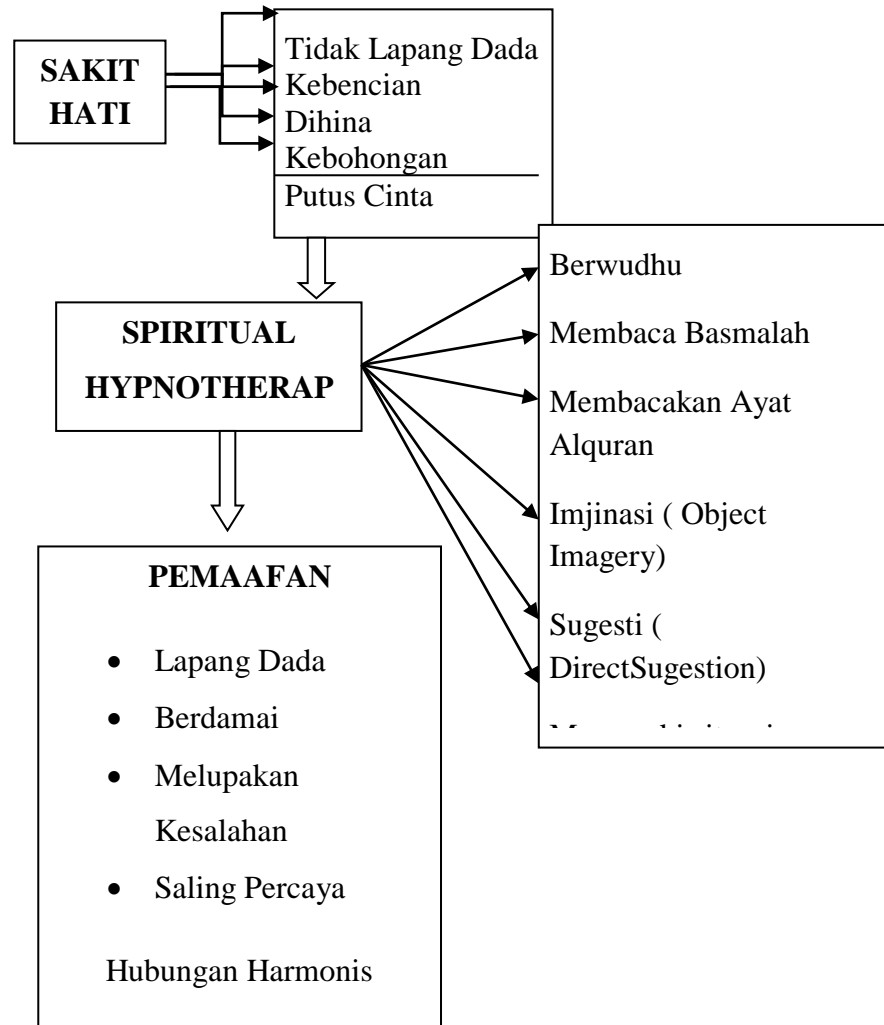 SAKIT
HATI
Tidak Lapang Dada
Kebencian
Dihina
Kebohongan
Putus Cinta
SPIRITUAL
HYPNOTHERAP
Berwudhu
Membaca Basmalah
Membacakan Ayat
Alquran
Imjinasi ( Object
Imagery)
Sugesti (
DirectSugestion)
PEMAAFAN
• Lapang Dada
• Berdamai
• Melupakan
Kesalahan
• Saling Percaya
Hubungan Harmonis